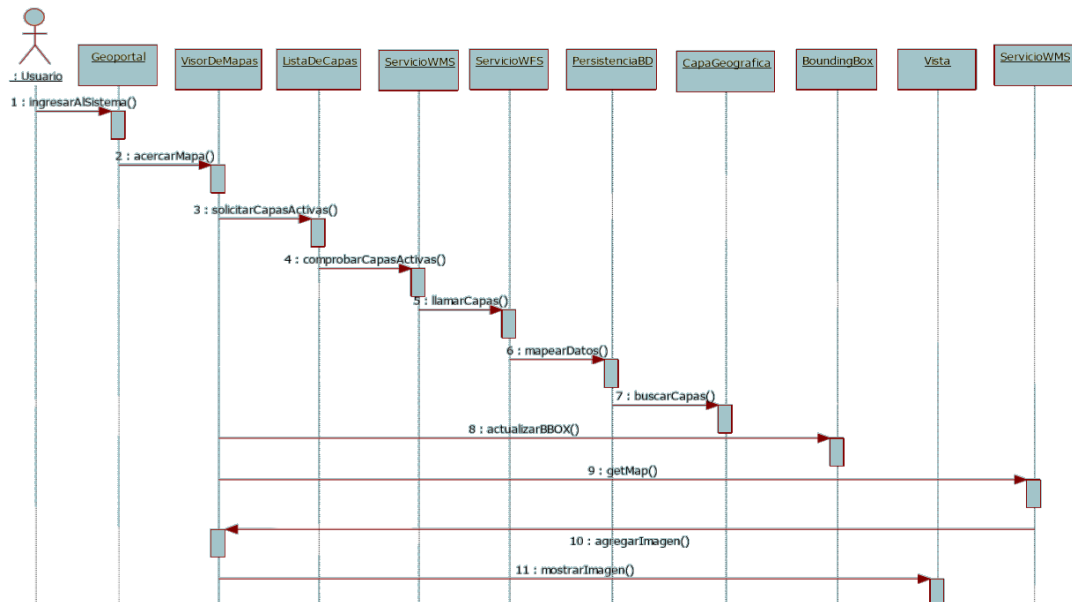 : Usuario
Geoportal
VisorDeMapas
ListaDeCapas
ServicioWMS
ServicioWFS
PersistenciaBD
CapaGeografica
BoundingBox
Vista
ServicioWMS
1 : ingresarAlSistema()
2 : acercarMapa()
3 : solicitarCapasActivas()
4 : comprobarCapasActivas()
5 : llamarCapas()
6 : mapearDatos()
7 : buscarCapas()
8 : actualizarBBOX()
9 : getMap()
10 : agregarImagen()
11 : mostrarImagen()